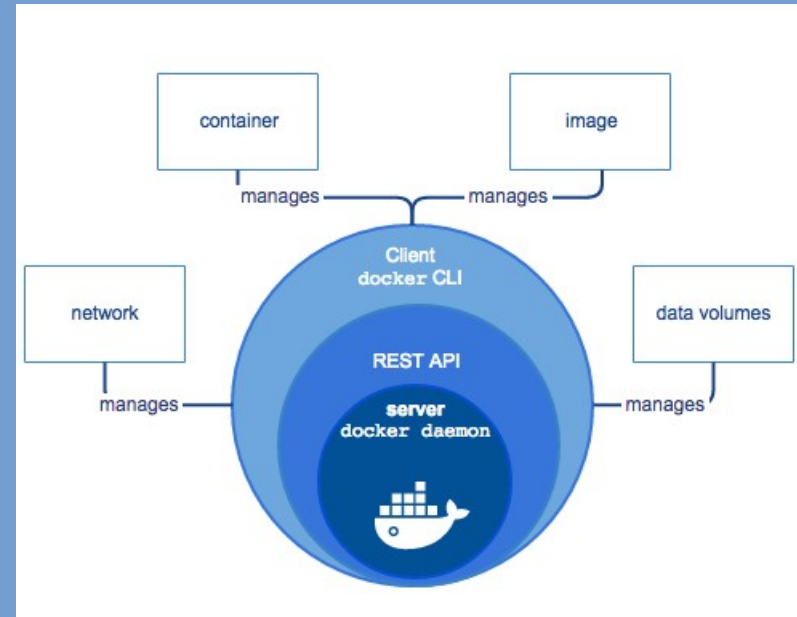 container
image
manages
manages
Client
docker CLI
network
data volumes
REST API
manages
server
docker daemon
manages